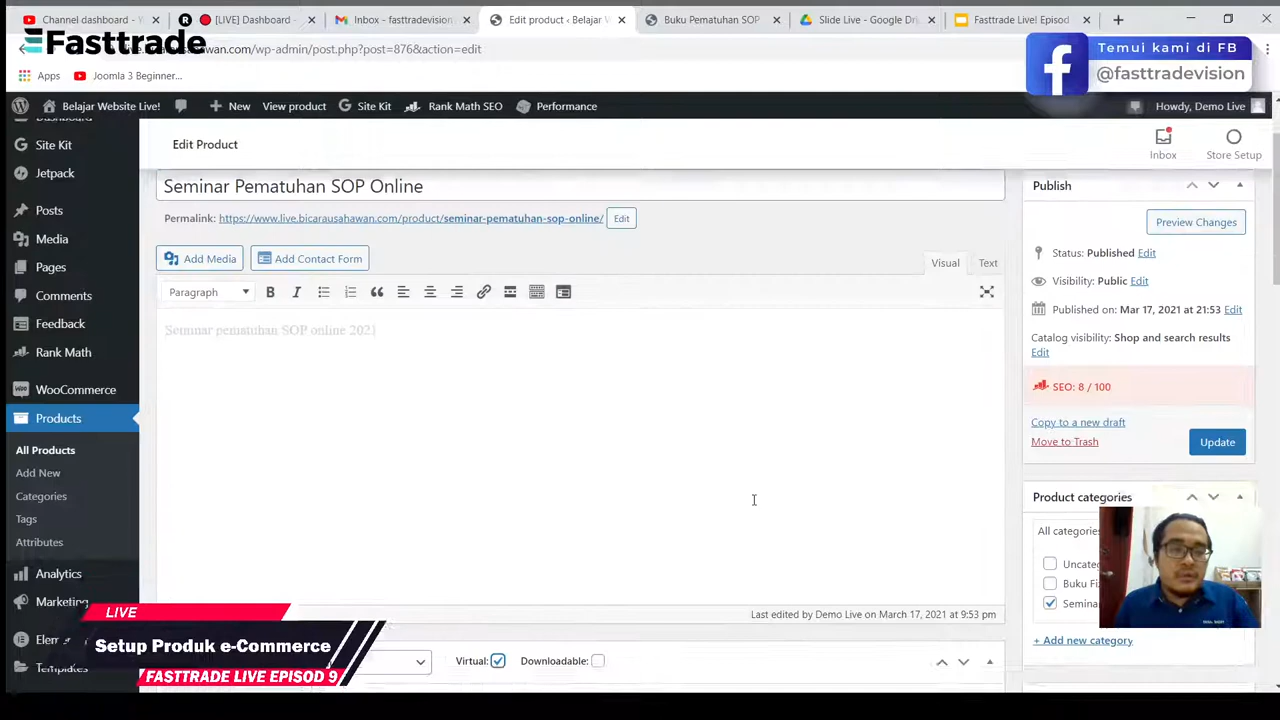 Channel dashboard -
[LIVE] Dashboard -
Inbox - fasttradevision
Edit product ‹ Belajar W
Buku Pematuhan SOP
Slide Live - Google Dri
Fasttrade Live! Episod
Fasttrade
wan.com/wp-admin/post.php?post=876&action=edit
Temui kami di FB
@fasttradevision
Apps
Joomla 3 Beginner...
Belajar Website Live!
New
View product
Site Kit
Rank Math SEO
Performance
Howdy, Demo Live
Dashboard
Site Kit
Jetpack
Posts
Media
Pages
Comments
Feedback
Rank Math
WooCommerce
Products
All Products
Add New
Categories
Tags
Attributes
Analytics
Marketing
Templates
Edit Product
Inbox
Store Setup
Seminar Pematuhan SOP Online
Permalink: https://www.live.bicarausahawan.com/product/seminar-pematuhan-sop-online/ Edit
Add Media
Add Contact Form
Visual
Text
Paragraph
B
I
Seminar pematuhan SOP online 2021
Last edited by Demo Live on March 17, 2021 at 9:53 pm
Virtual:
Downloadable:
Publish
Preview Changes
Status: Published Edit
Visibility: Public Edit
Published on: Mar 17, 2021 at 21:53 Edit
Catalog visibility: Shop and search results
Edit
SEO: 8 / 100
Copy to a new draft
Move to Trash
Update
Product categories
All categories
Uncate
Buku Fi
Semina
+ Add new category
LIVE
Setup Produk e-Commerce
FASTTRADE LIVE EPISOD 9